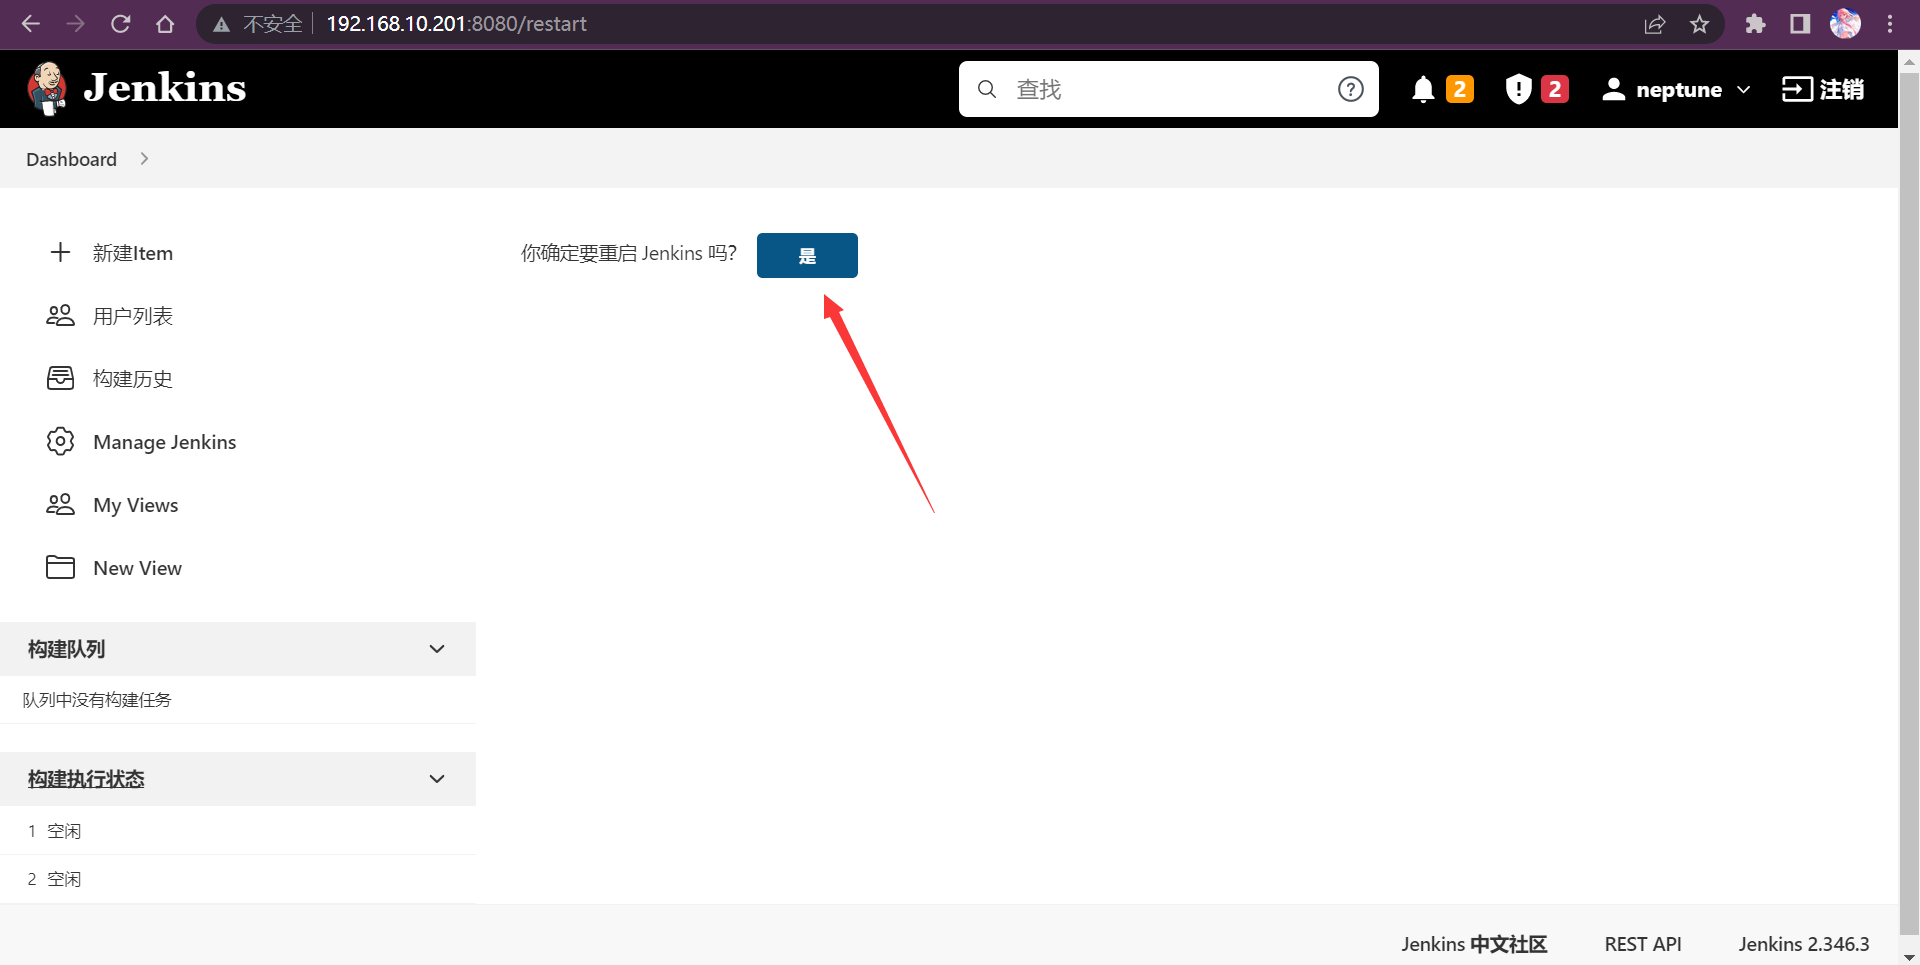 不安全 192.168.10.201:8080/restart
Jenkins
查找
2
2
neptune
注销
Dashboard
新建Item
用户列表
构建历史
Manage Jenkins
My Views
New View
你确定要重启 Jenkins 吗?
是
构建队列
队列中没有构建任务
构建执行状态
1 空闲
2 空闲
Jenkins 中文社区
REST API
Jenkins 2.346.3